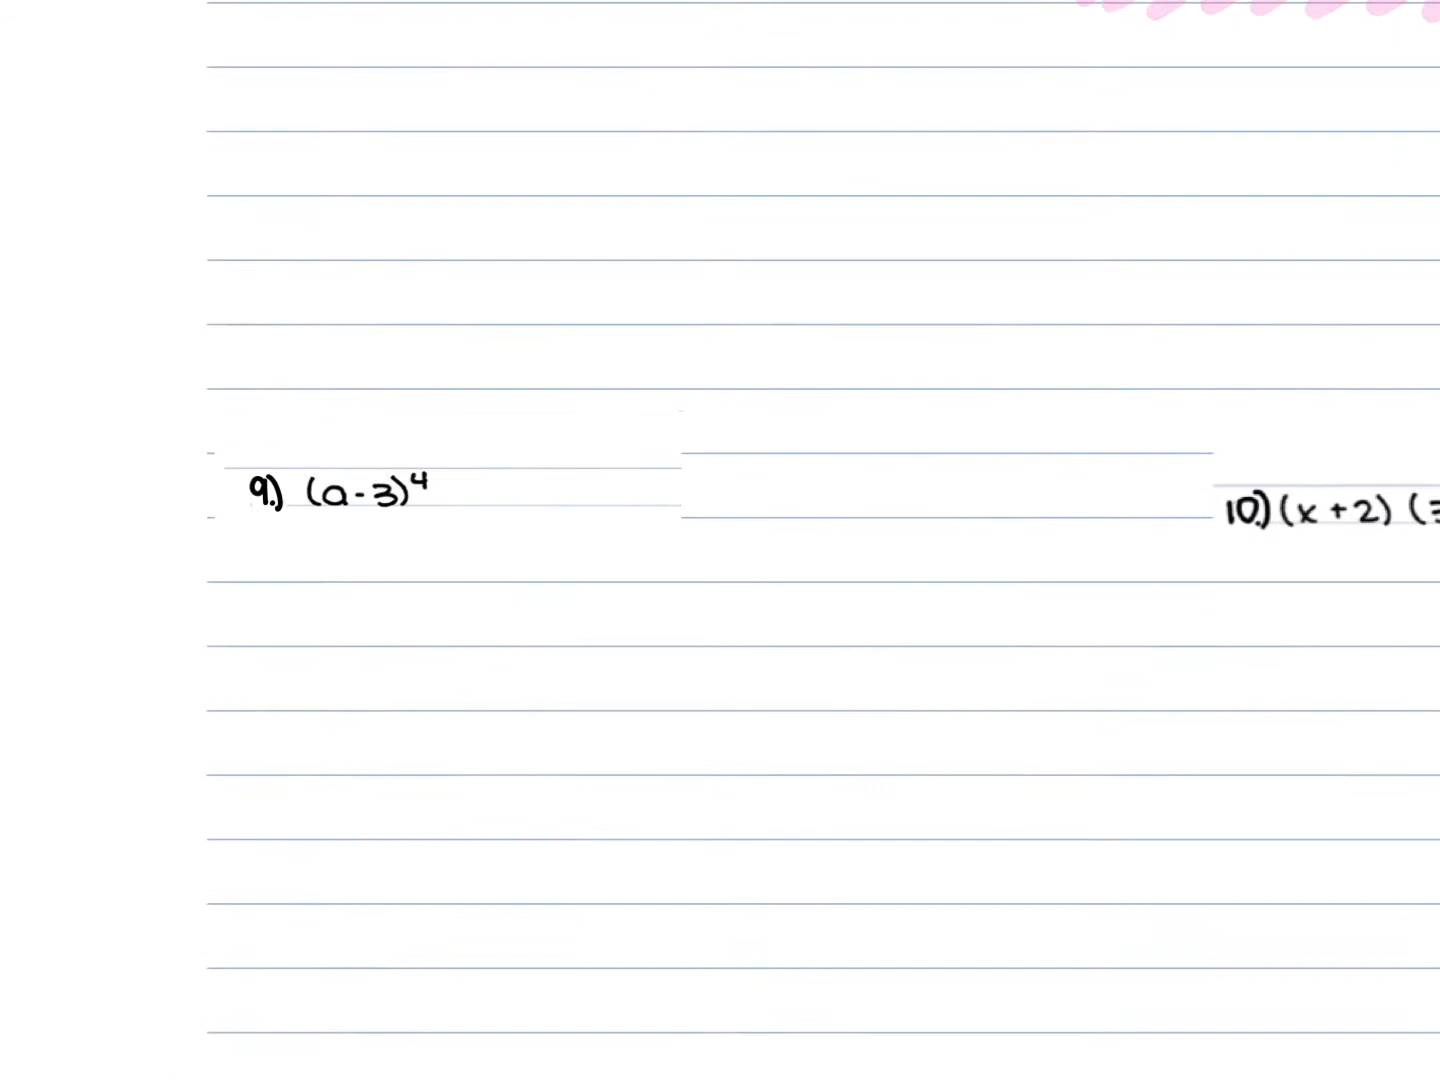 9.) (a-3)⁴
10.) (x+2) (